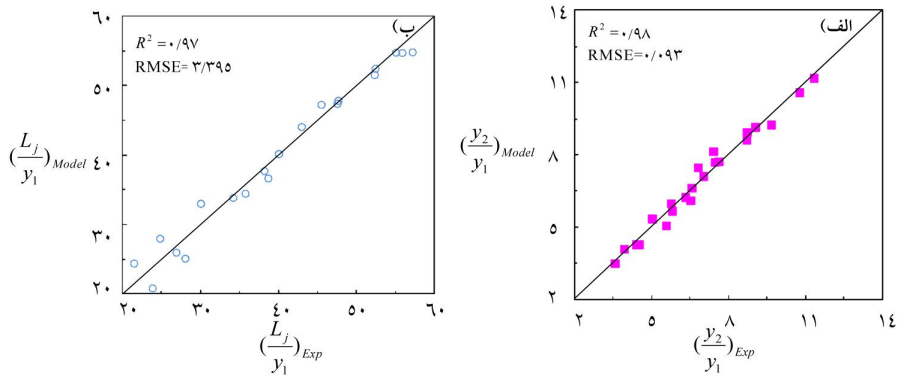 الف)
R² =۰/۹۸
RMSE=۰/۰۹۳
۱۴
۱۱
۸
۵
۲
(y₂/y₁)Model
۲ ۵ ۸ ۱۱ ۱۴
(y₂/y₁)Exp
ب)
R² =۰/۹۷
RMSE= ۳/۳۹۵
۶۰
۵۰
۴۰
۳۰
۲۰
(Lj/y₁)Model
۲۰ ۳۰ ۴۰ ۵۰ ۶۰
(Lj/y₁)Exp